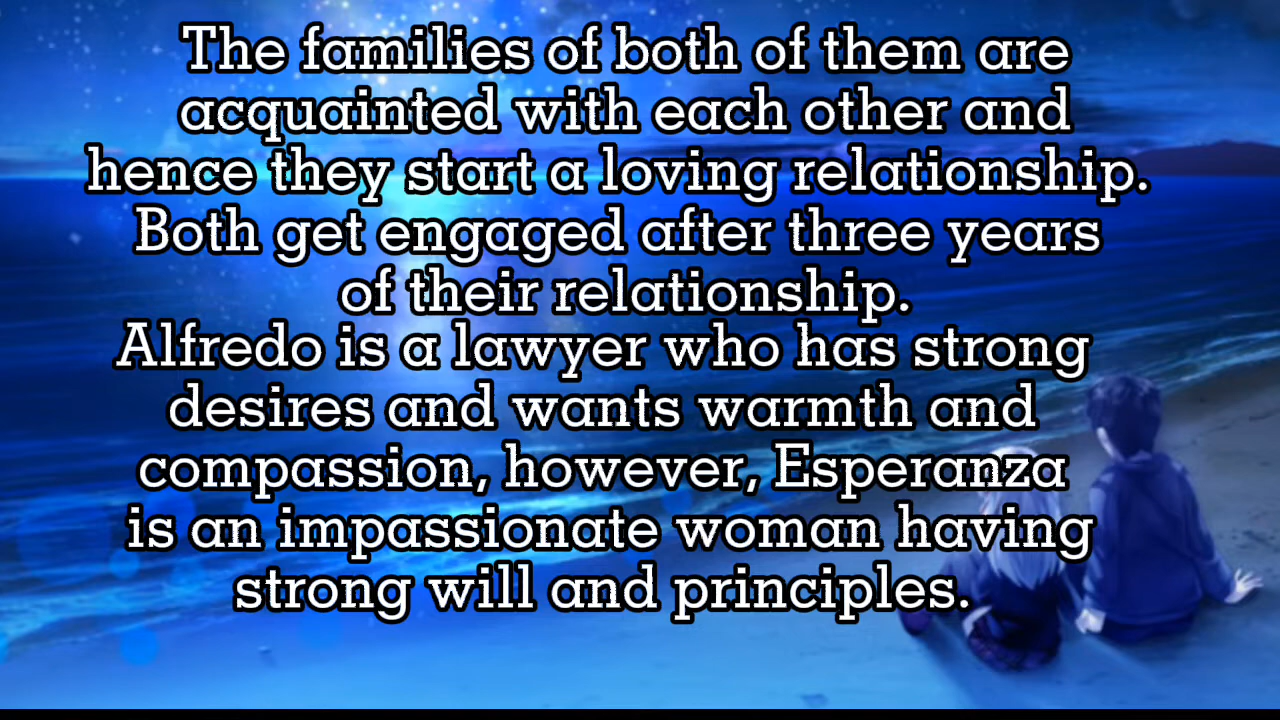 The families of both of them are
acquainted with each other and
hence they start a loving relationship.
Both get engaged after three years
of their relationship.
Alfredo is a lawyer who has strong
desires and wants warmth and
compassion, however, Esperanza
is an impassionate woman having
strong will and principles.